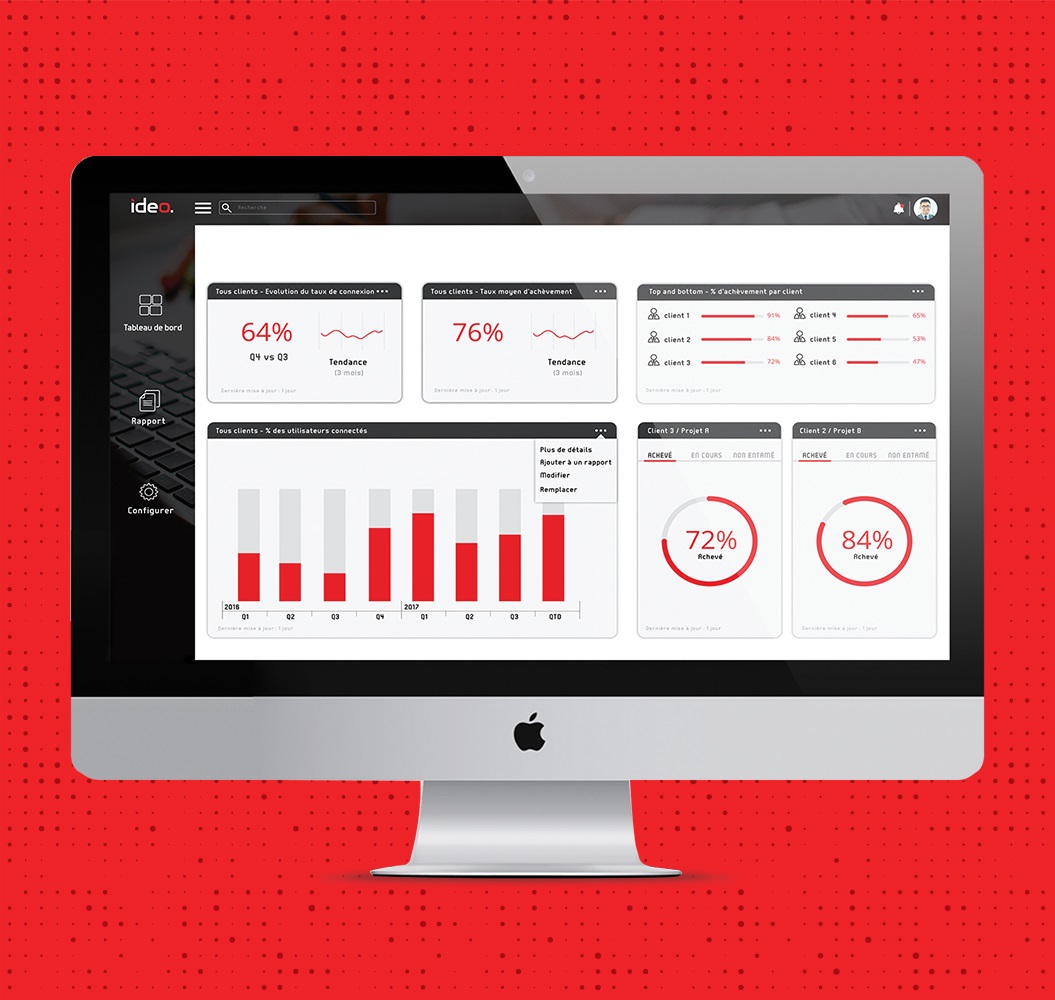 ideo.
Recherche
Tableau de bord
Rapport
Configurer
Tous clients - Evolution du taux de connexion
64%
Q4 vs Q3
Tendance
(3 mois)
Dernière mise à jour : 1 jour
Tous clients - Taux moyen d'achèvement
76%
Tendance
(3 mois)
Dernière mise à jour : 1 jour
Top and bottom - % d'achèvement par client
client 1 91%
client 2 84%
client 3 72%
client 4 65%
client 5 53%
client 6 47%
Dernière mise à jour : 1 jour
Tous clients - % des utilisateurs connectés
Plus de détails
Ajouter à un rapport
Modifier
Remplacer
2016 2017
Q1 Q2 Q3 Q4 Q1 Q2 Q3 QTD
Dernière mise à jour : 1 jour
Client 3 / Projet A
ACHEVÉ EN COURS NON ENTAMÉ
72%
Achevé
Dernière mise à jour : 1 jour
Client 2 / Projet B
ACHEVÉ EN COURS NON ENTAMÉ
84%
Achevé
Dernière mise à jour : 1 jour